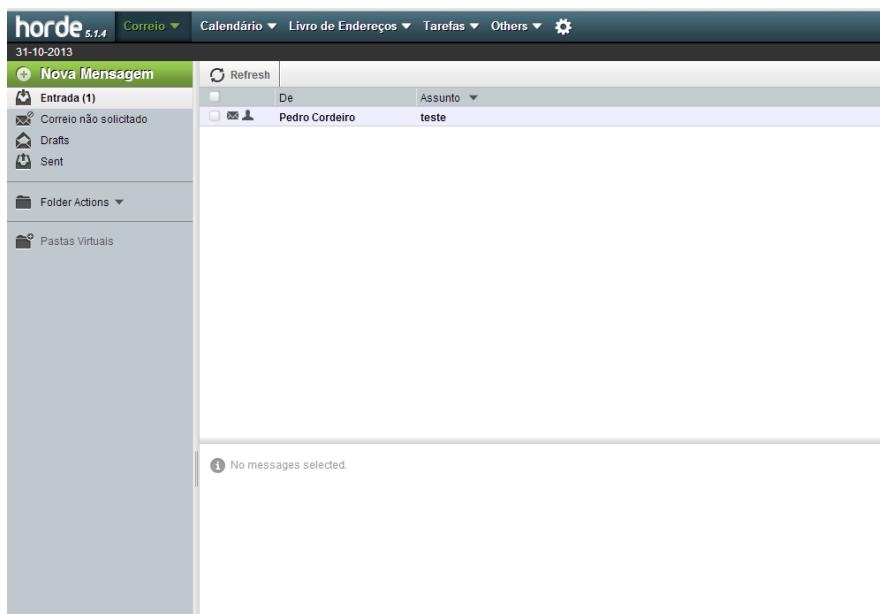 horde 5.1.4 Correio Calendário Livro de Endereços Tarefas Others
31-10-2013
Nova Mensagem Refresh
Entrada (1) De Assunto
Correio não solicitado Pedro Cordeiro teste
Drafts
Sent
Folder Actions
Pastas Virtuais
No messages selected.